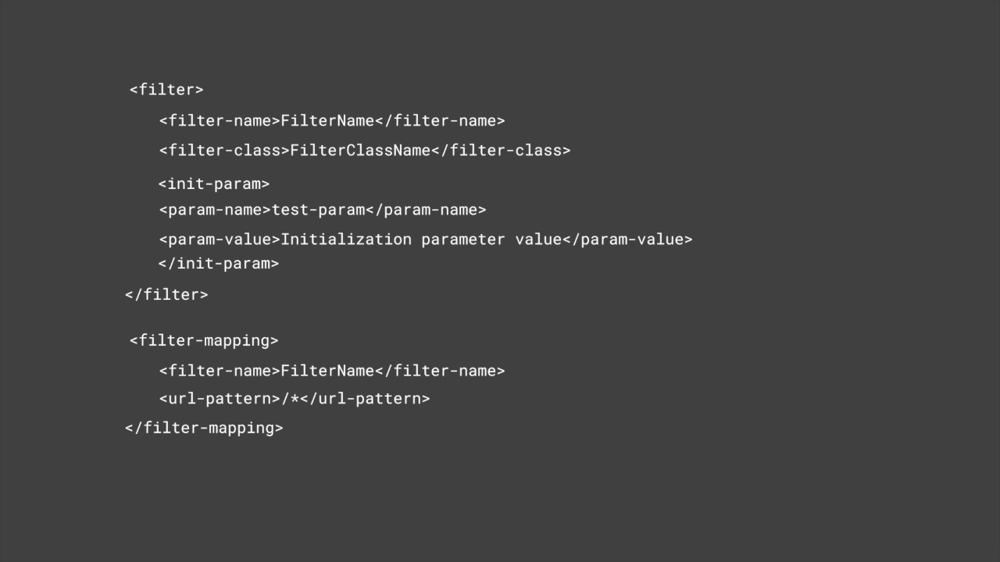 <filter>
<filter-name>FilterName</filter-name>
<filter-class>FilterClassName</filter-class>
<init-param>
<param-name>test-param</param-name>
<param-value>Initialization parameter value</param-value>
</init-param>
</filter>
<filter-mapping>
<filter-name>FilterName</filter-name>
<url-pattern>/*</url-pattern>
</filter-mapping>